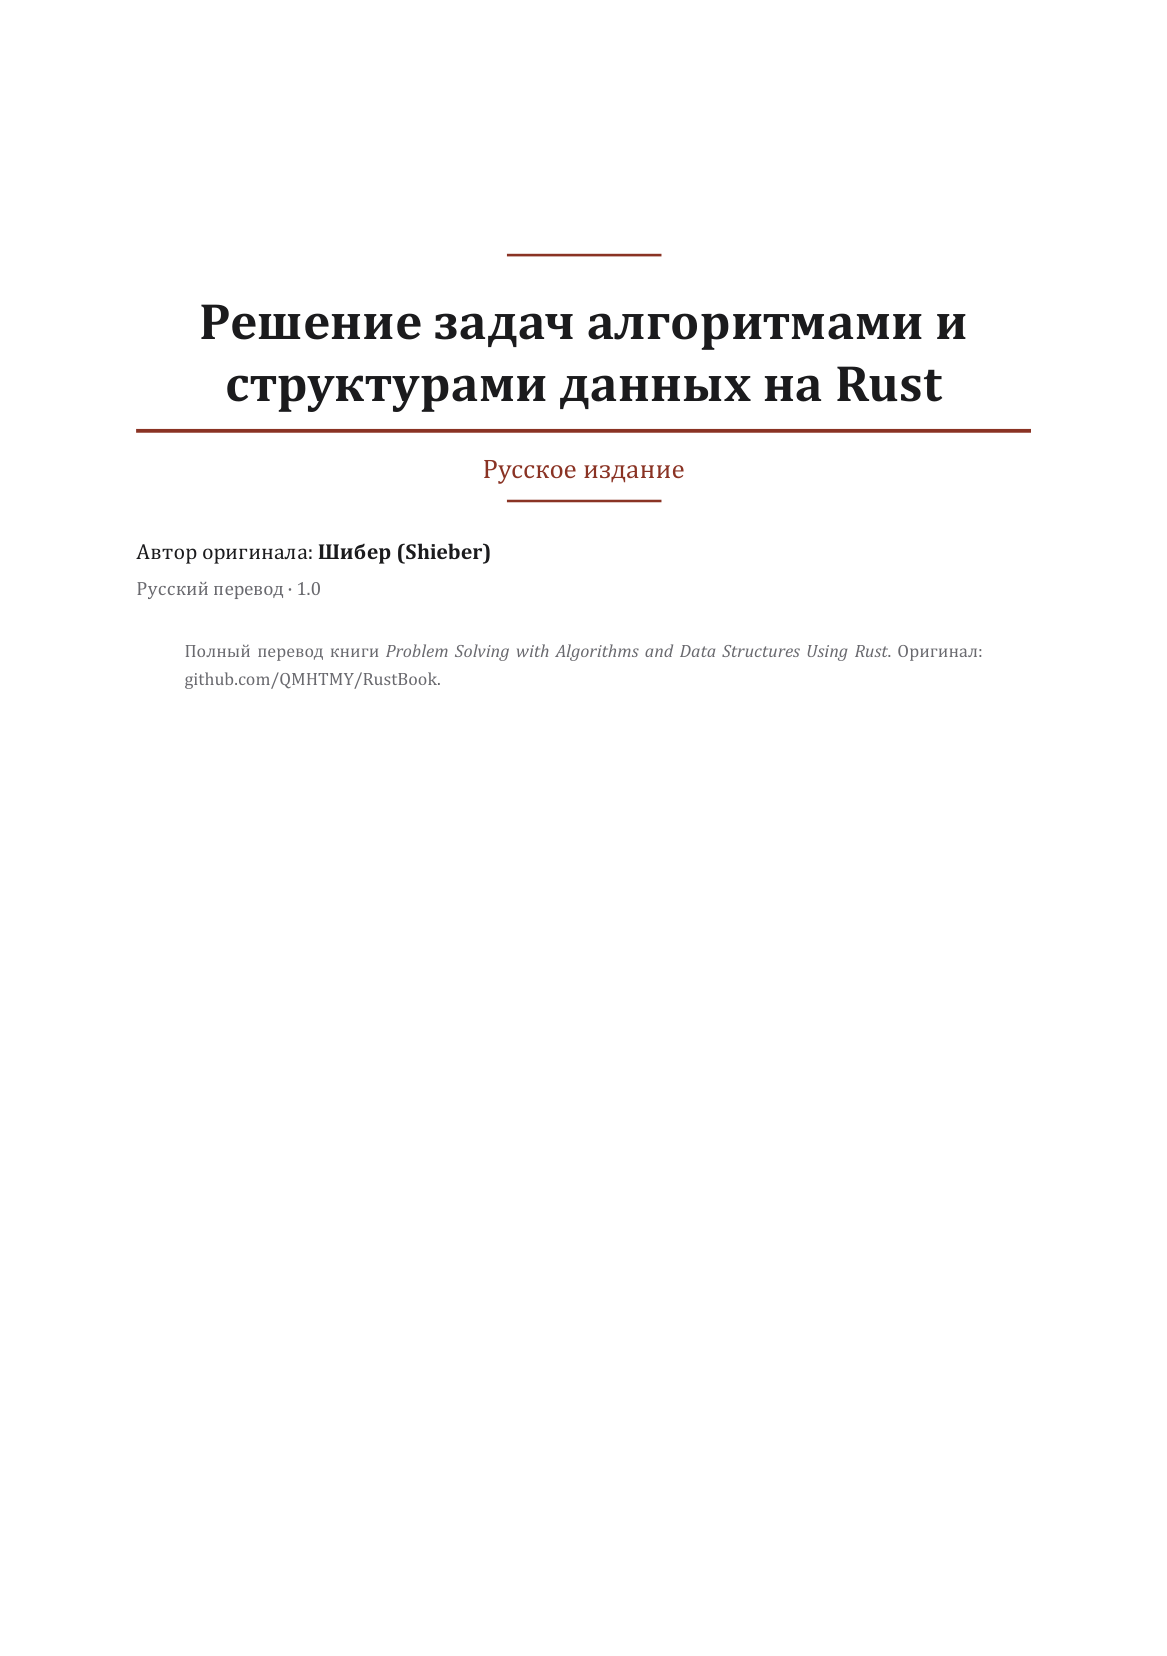 Решение задач алгоритмами и
структурами данных на Rust
Русское издание
Автор оригинала: Шибер (Shieber)
Русский перевод · 1.0
Полный перевод книги Problem Solving with Algorithms and Data Structures Using Rust. Оригинал:
github.com/QMHTMY/RustBook.